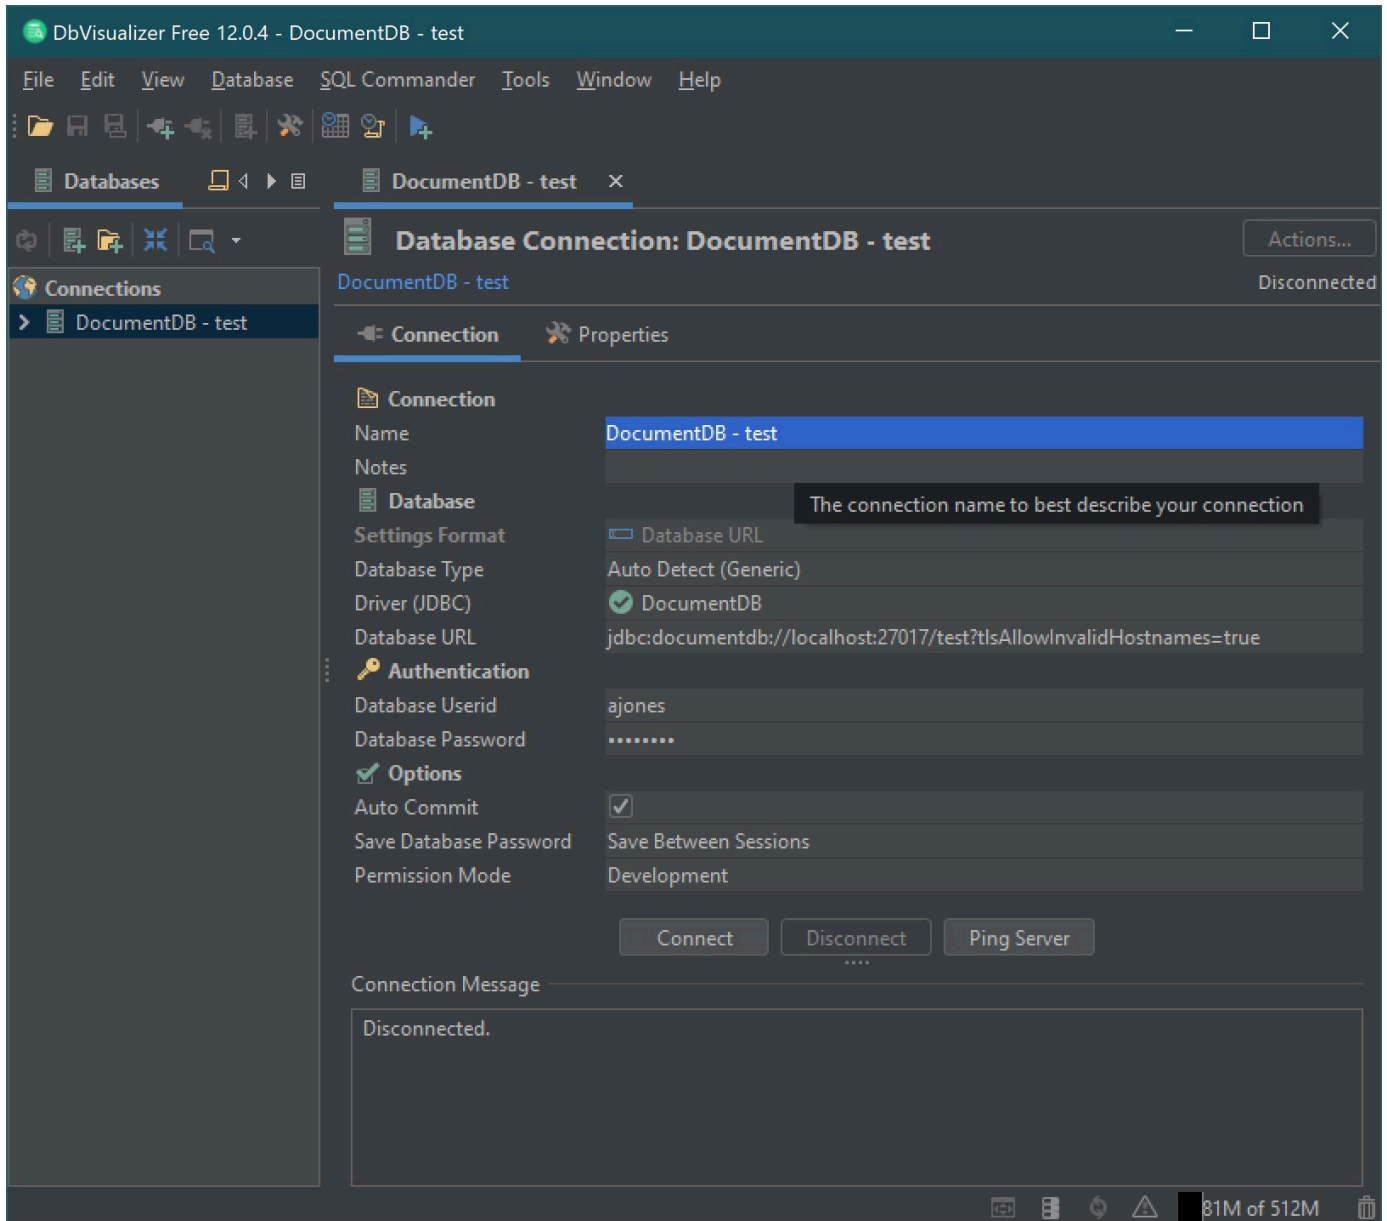 DbVisualizer Free 12.0.4 - DocumentDB - test
File Edit View Database SQL Commander Tools Window Help
Databases
DocumentDB - test
Database Connection: DocumentDB - test
Actions...
DocumentDB - test
Disconnected
Connections
DocumentDB - test
Connection Properties
Connection
Name DocumentDB - test
Notes
Database
The connection name to best describe your connection
Settings Format Database URL
Database Type Auto Detect (Generic)
Driver (JDBC) DocumentDB
Database URL jdbc:documentdb://localhost:27017/test?tlsAllowInvalidHostnames=true
Authentication
Database Userid ajones
Database Password ••••••••
Options
Auto Commit
Save Database Password Save Between Sessions
Permission Mode Development
Connect Disconnect Ping Server
Connection Message
Disconnected.
81M of 512M